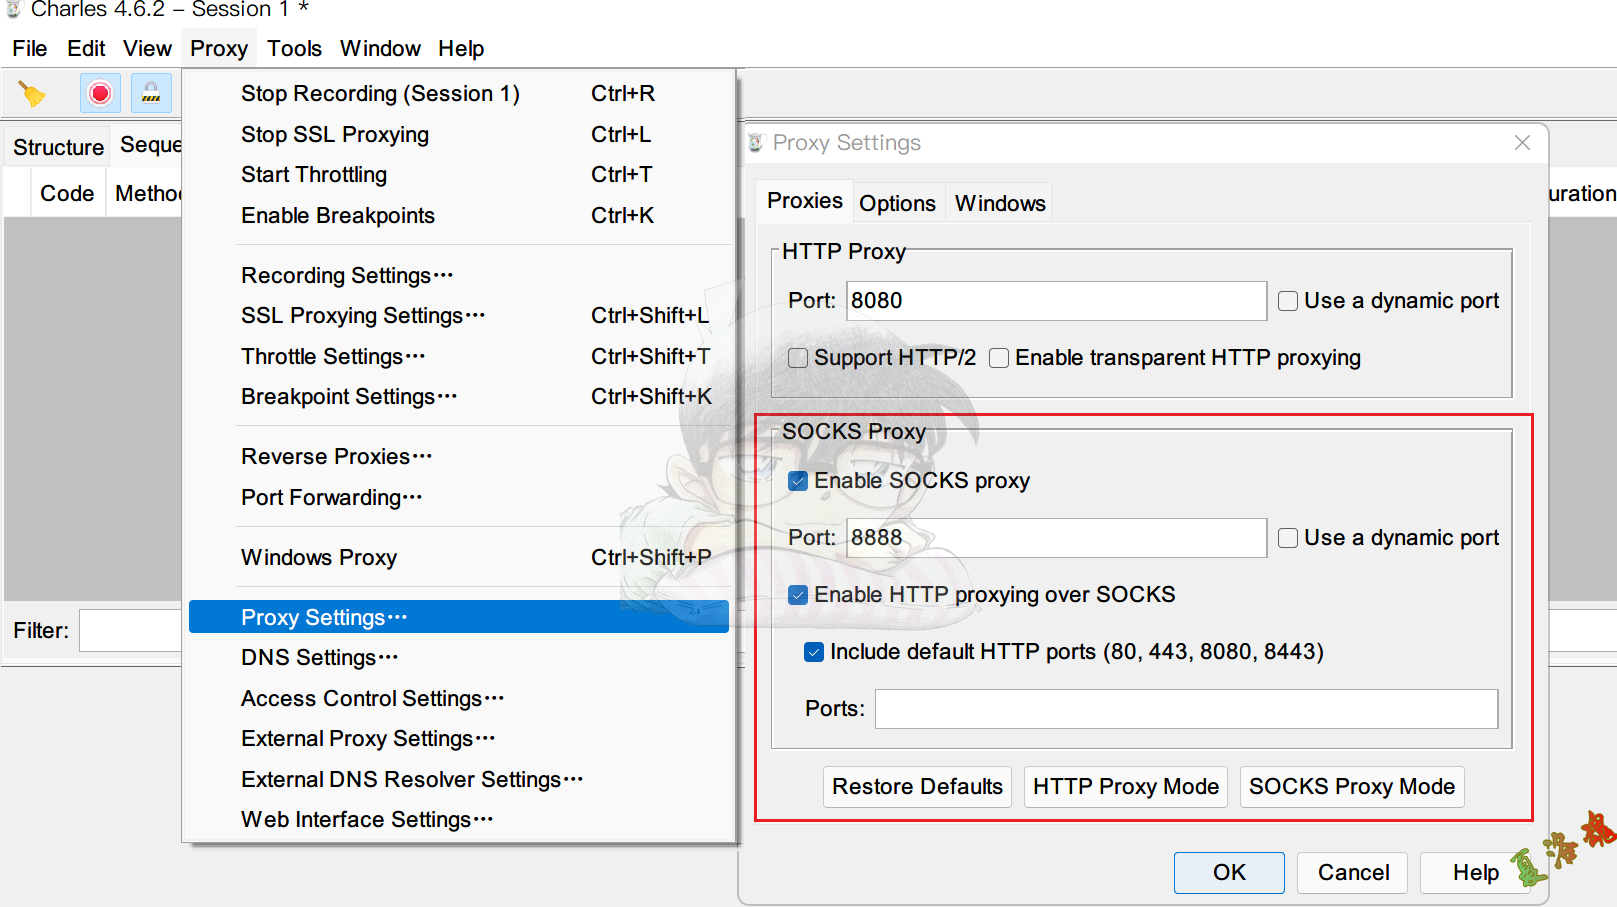 Charles 4.6.2 – Session 1 *
File Edit View Proxy Tools Window Help
Structure Seque
Code Metho
uration
Filter:
Stop Recording (Session 1) Ctrl+R
Stop SSL Proxying Ctrl+L
Start Throttling Ctrl+T
Enable Breakpoints Ctrl+K
Recording Settings···
SSL Proxying Settings··· Ctrl+Shift+L
Throttle Settings··· Ctrl+Shift+T
Breakpoint Settings··· Ctrl+Shift+K
Reverse Proxies···
Port Forwarding···
Windows Proxy Ctrl+Shift+P
Proxy Settings···
DNS Settings···
Access Control Settings···
External Proxy Settings···
External DNS Resolver Settings···
Web Interface Settings···
Proxy Settings
Proxies Options Windows
HTTP Proxy
Port: 8080 Use a dynamic port
Support HTTP/2 Enable transparent HTTP proxying
SOCKS Proxy
Enable SOCKS proxy
Port: 8888 Use a dynamic port
Enable HTTP proxying over SOCKS
Include default HTTP ports (80, 443, 8080, 8443)
Ports:
Restore Defaults HTTP Proxy Mode SOCKS Proxy Mode
OK Cancel Help